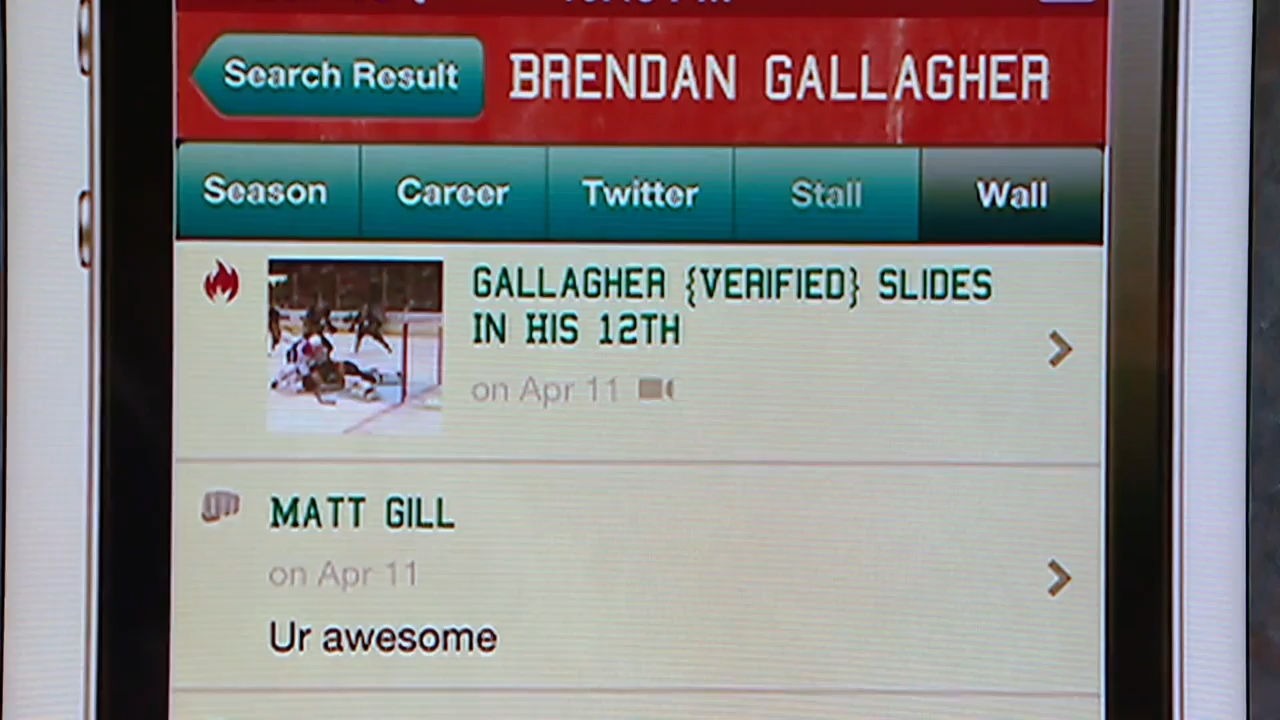 Search Result
BRENDAN GALLAGHER
Season
Career
Twitter
Stall
Wall
GALLAGHER {VERIFIED} SLIDES
IN HIS 12TH
on Apr 11
MATT GILL
on Apr 11
Ur awesome